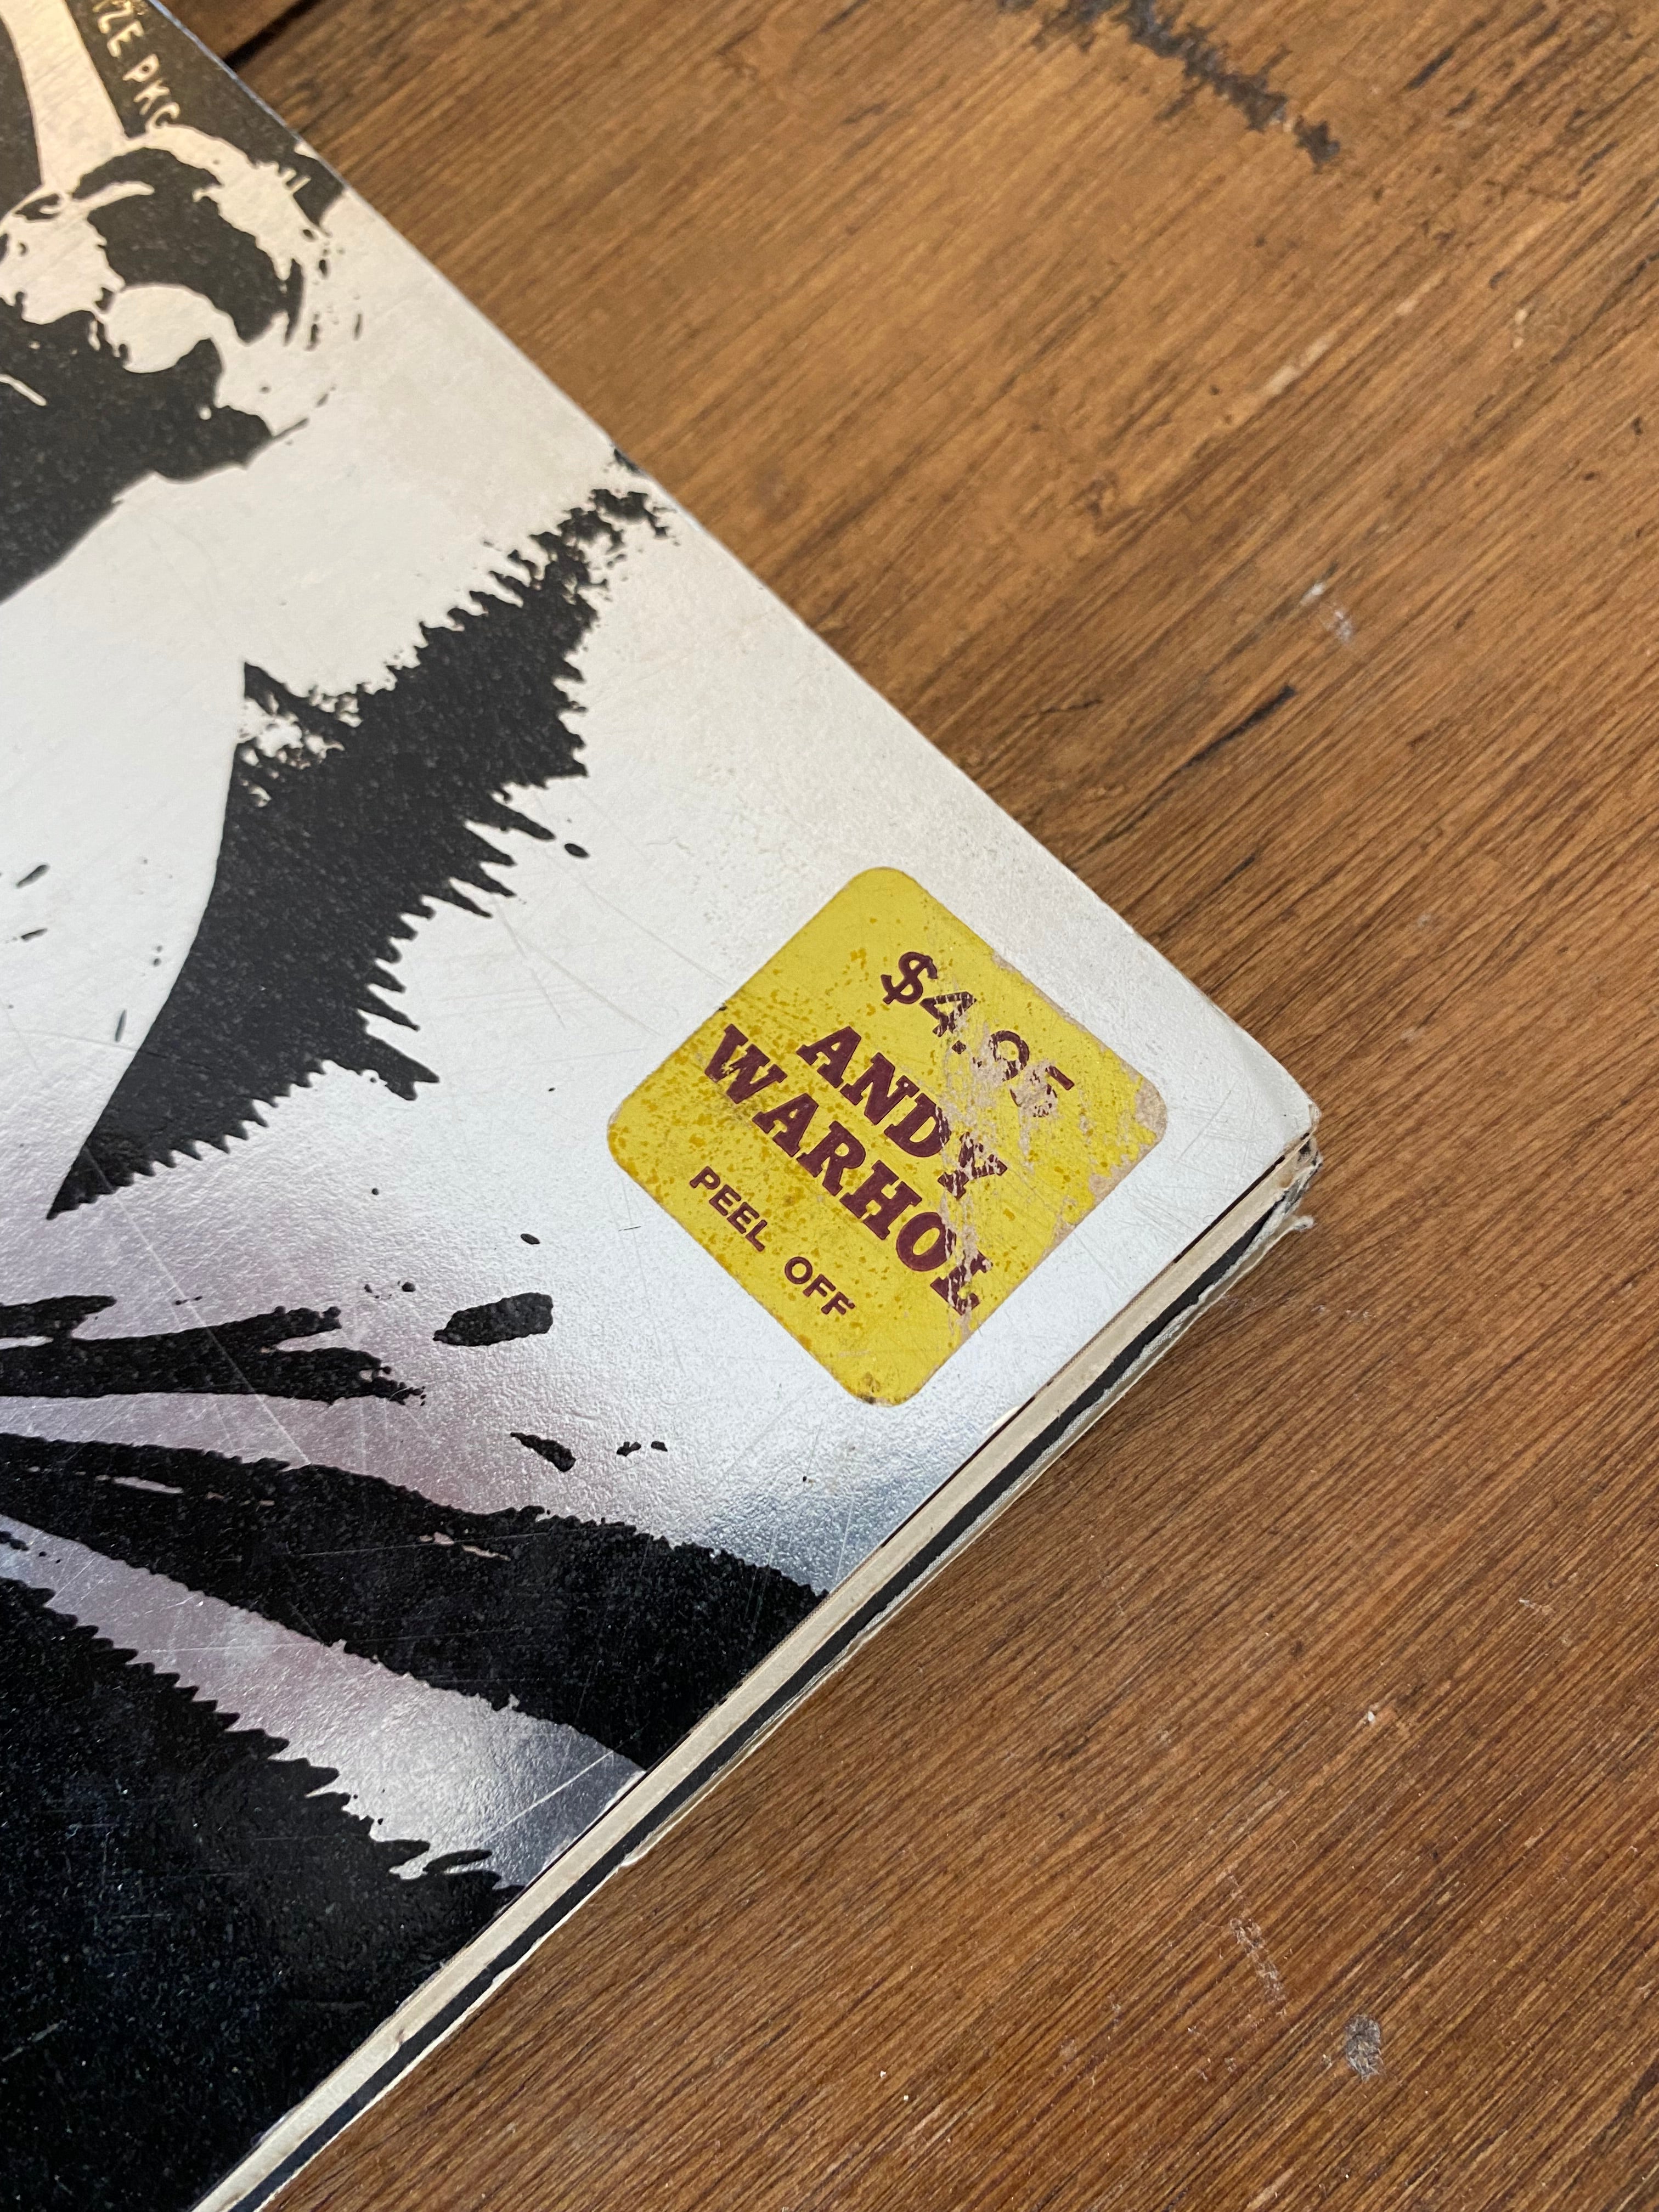 $4.95
ANDY
WARHOL
PEEL OFF